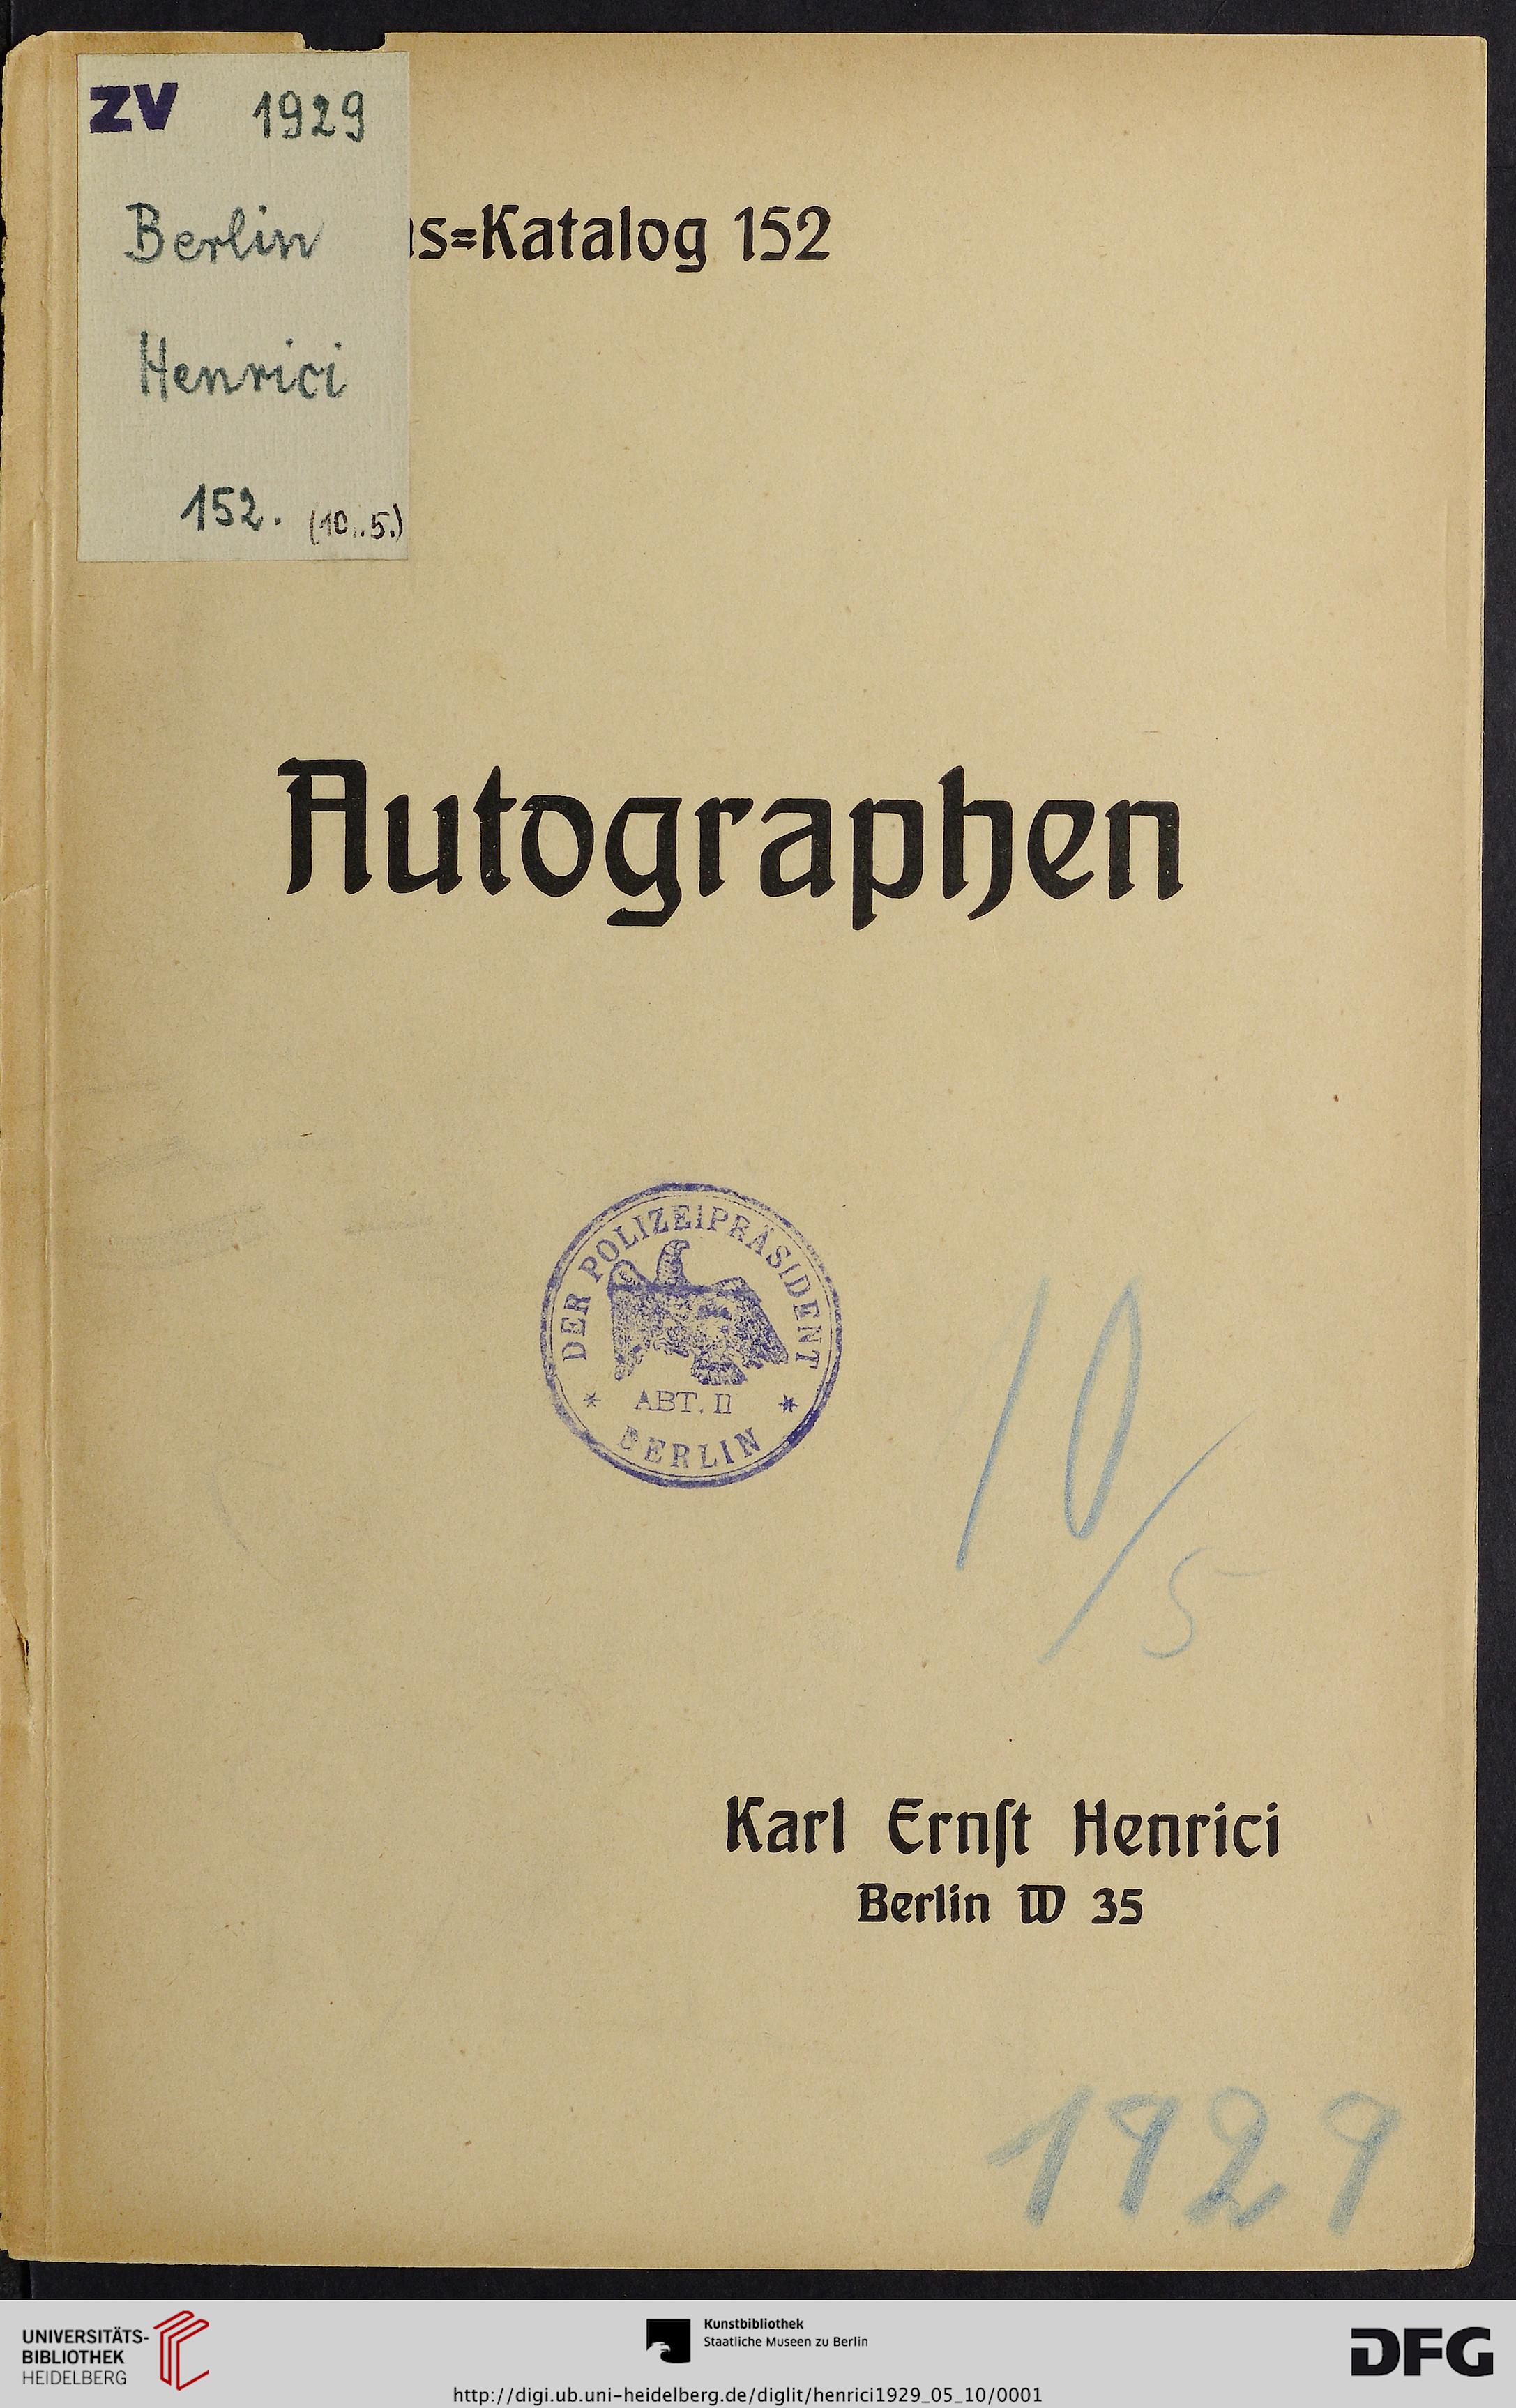 ZV 1929
Berlin
Henrici
152. (10..5.)
s=Katalog 152
Autographen
DER POLIZEIPRÄSIDENT
* ABT. II *
BERLIN
10/5
Karl Ernſt Henrici
Berlin W 35
1929
UNIVERSITÄTS-
BIBLIOTHEK
HEIDELBERG
Kunstbibliothek
Staatliche Museen zu Berlin
DFG
http://digi.ub.uni-heidelberg.de/diglit/henrici1929_05_10/0001